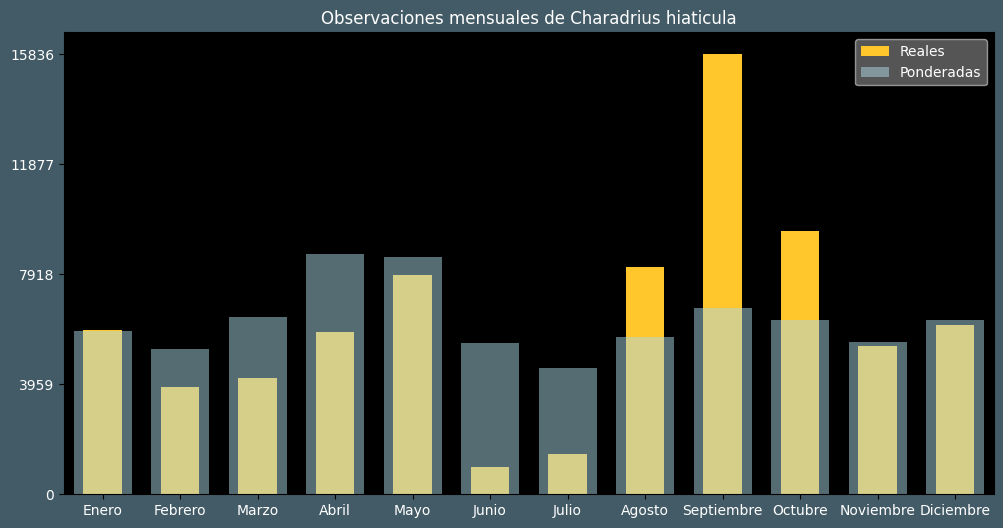 Observaciones mensuales de Charadrius hiaticula
Reales
Ponderadas
15836
11877
7918
3959
0
Enero Febrero Marzo Abril Mayo Junio Julio Agosto Septiembre Octubre Noviembre Diciembre